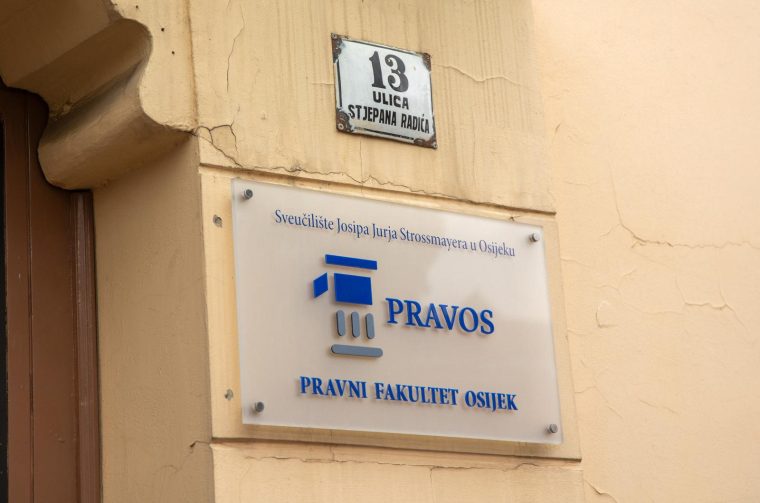 13
ULICA
STJEPANA RADIĆA
Sveučilište Josipa Jurja Strossmayera u Osijeku
PRAVOS
PRAVNI FAKULTET OSIJEK